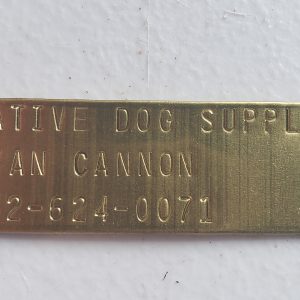 ATIVE DOG SUPPL
AN CANNON
2-624-0071